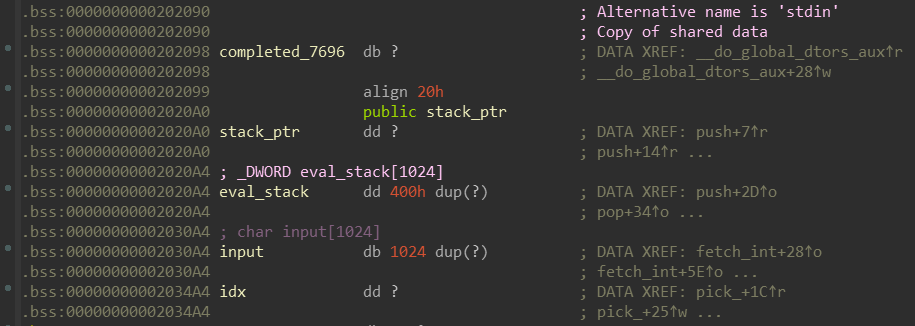 .bss:0000000000202090 ; Alternative name is 'stdin'
.bss:0000000000202090 ; Copy of shared data
.bss:0000000000202098 completed_7696 db ? ; DATA XREF: __do_global_dtors_aux↑r
.bss:0000000000202098 ; __do_global_dtors_aux+28↑w
.bss:0000000000202099 align 20h
.bss:00000000002020A0 public stack_ptr
.bss:00000000002020A0 stack_ptr dd ? ; DATA XREF: push+7↑r
.bss:00000000002020A0 ; push+14↑r ...
.bss:00000000002020A4 ; _DWORD eval_stack[1024]
.bss:00000000002020A4 eval_stack dd 400h dup(?) ; DATA XREF: push+2D↑o
.bss:00000000002020A4 ; pop+34↑o ...
.bss:00000000002030A4 ; char input[1024]
.bss:00000000002030A4 input db 1024 dup(?) ; DATA XREF: fetch_int+28↑o
.bss:00000000002030A4 ; fetch_int+5E↑o ...
.bss:00000000002034A4 idx dd ? ; DATA XREF: pick_+1C↑r
.bss:00000000002034A4 ; pick_+25↑w ...